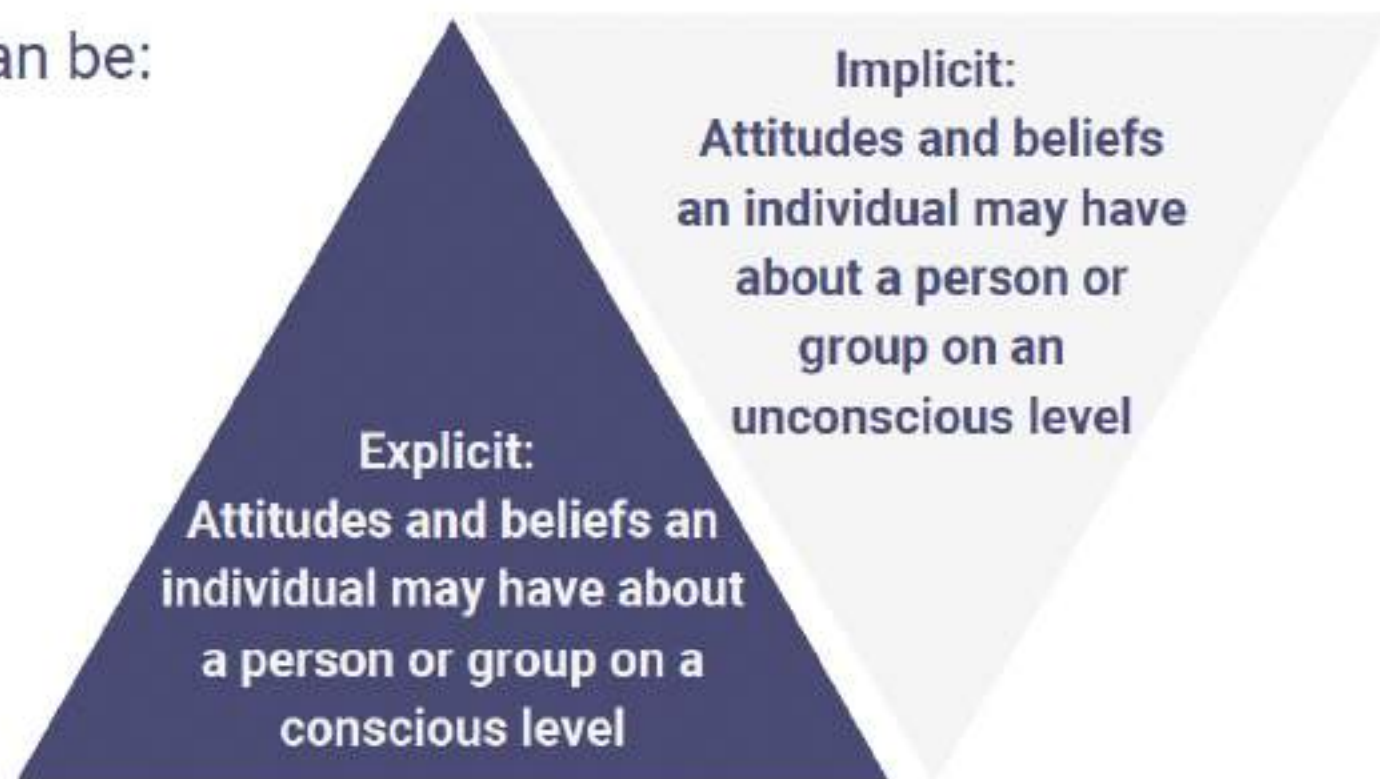 an be:
Implicit:
Attitudes and beliefs
an individual may have
about a person or
group on an
unconscious level
Explicit:
Attitudes and beliefs an
individual may have about
a person or group on a
conscious level